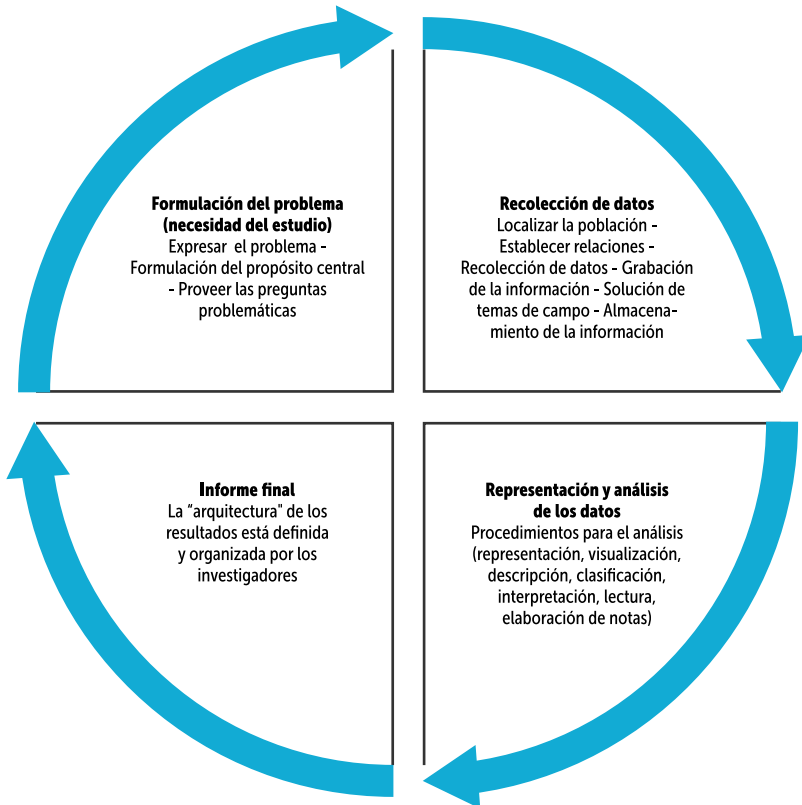 Formulación del problema
(necesidad del estudio)
Expresar el problema -
Formulación del propósito central
- Proveer las preguntas
problemáticas
Recolección de datos
Localizar la población -
Establecer relaciones -
Recolección de datos - Grabación
de la información - Solución de
temas de campo - Almacena-
miento de la información
Informe final
La "arquitectura" de los
resultados está definida
y organizada por los
investigadores
Representación y análisis
de los datos
Procedimientos para el análisis
(representación, visualización,
descripción, clasificación,
interpretación, lectura,
elaboración de notas)